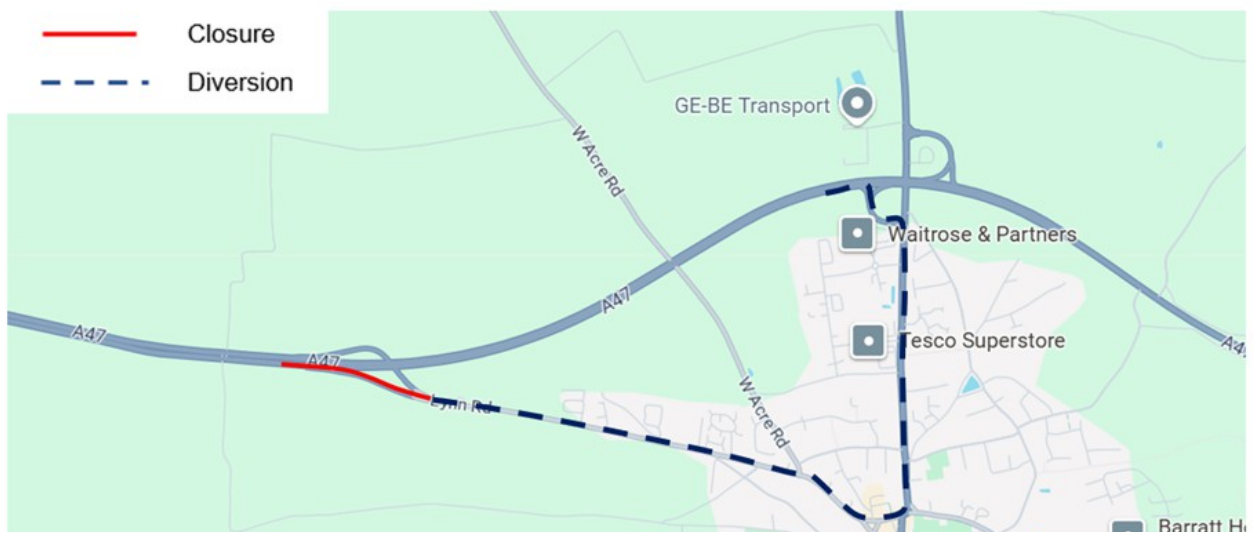 Closure
Diversion
GE-BE Transport
W Acre Rd
Waitrose & Partners
A47
A47
A47
Tesco Superstore
Lynn Rd
W Acre Rd
Barratt